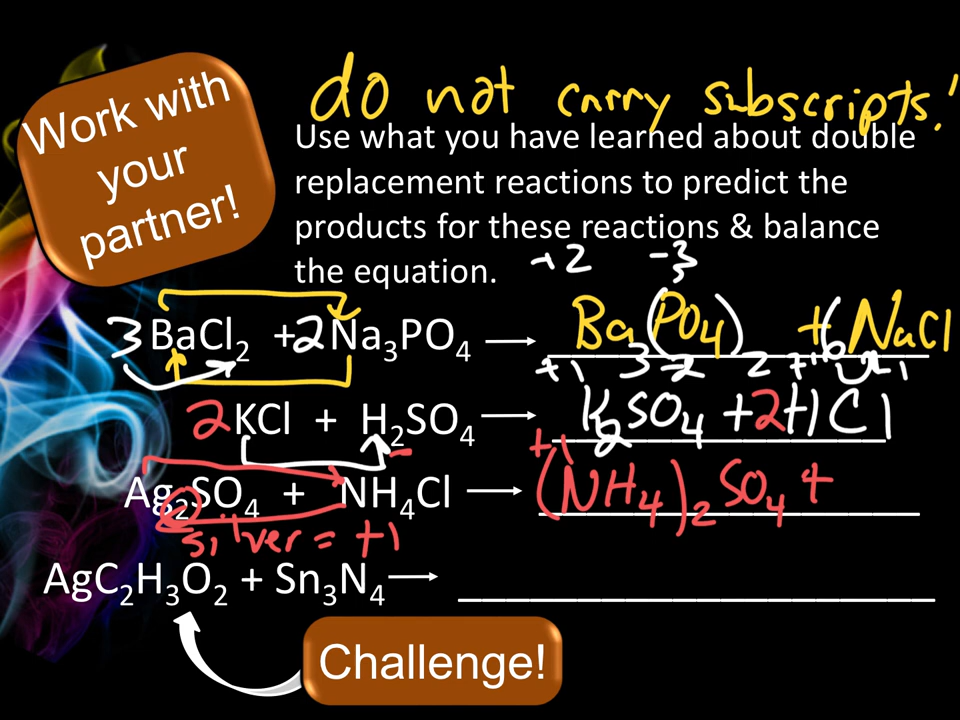 Work with
your
partner!
do not carry subscripts!
Use what you have learned about double
replacement reactions to predict the
products for these reactions & balance
the equation.
+2 -3
3BaCl₂ + 2Na₃PO₄ → Ba₃(PO₄)₂ + 6NaCl
+1 -2 +1 -1
2KCl + H₂SO₄ → K₂SO₄ + 2HCl
+1
Ag₂SO₄ + NH₄Cl → (NH₄)₂SO₄ +
silver = +1
AgC₂H₃O₂ + Sn₃N₄ → ____________________
Challenge!